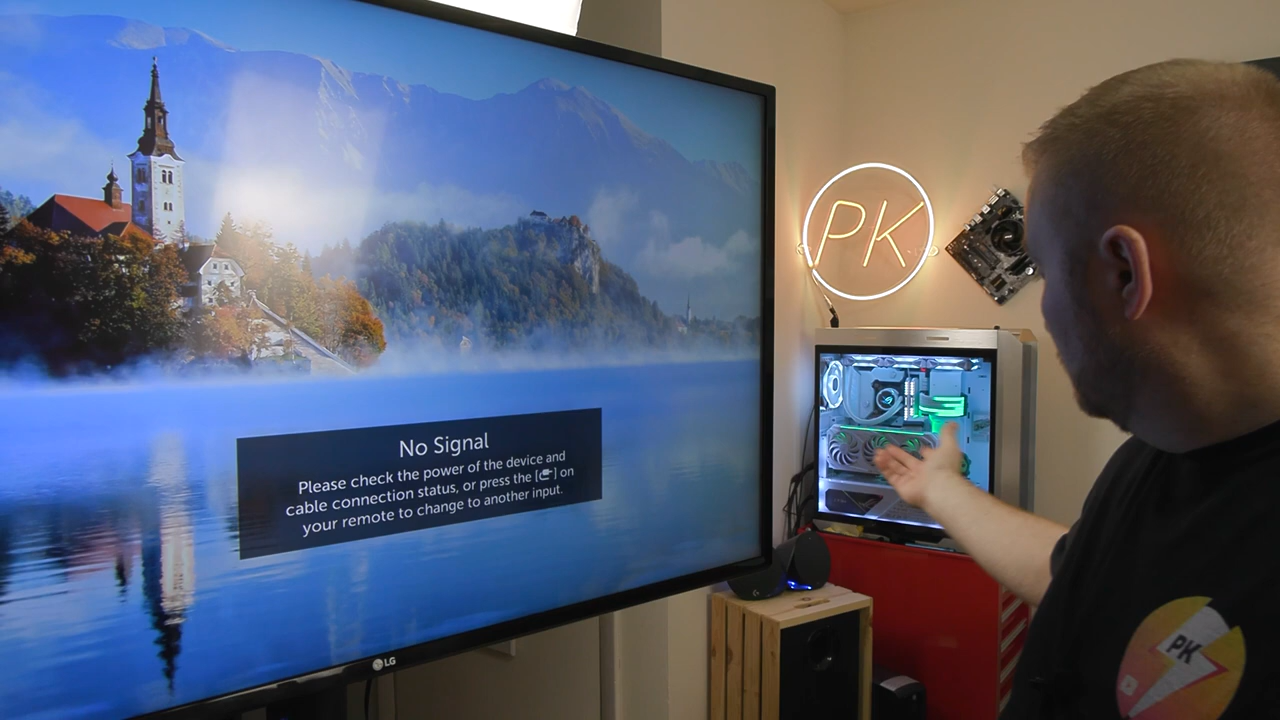 No Signal
Please check the power of the device and
cable connection status, or press the [] on
your remote to change to another input.
LG
PK
PK